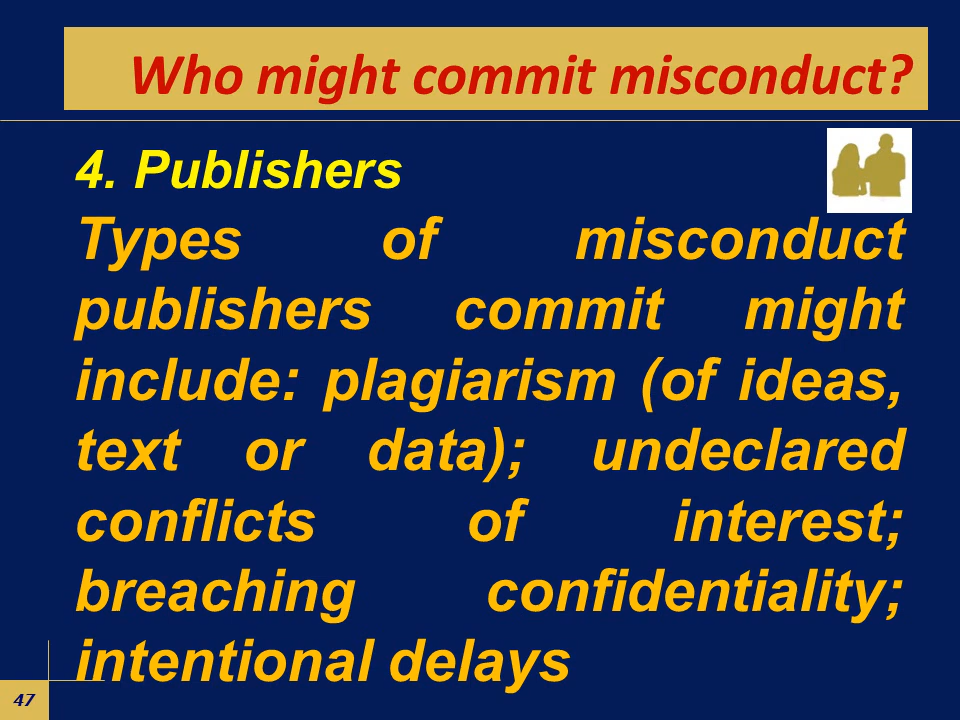 Who might commit misconduct?
4. Publishers
Types of misconduct
publishers commit might
include: plagiarism (of ideas,
text or data); undeclared
conflicts of interest;
breaching confidentiality;
intentional delays
47